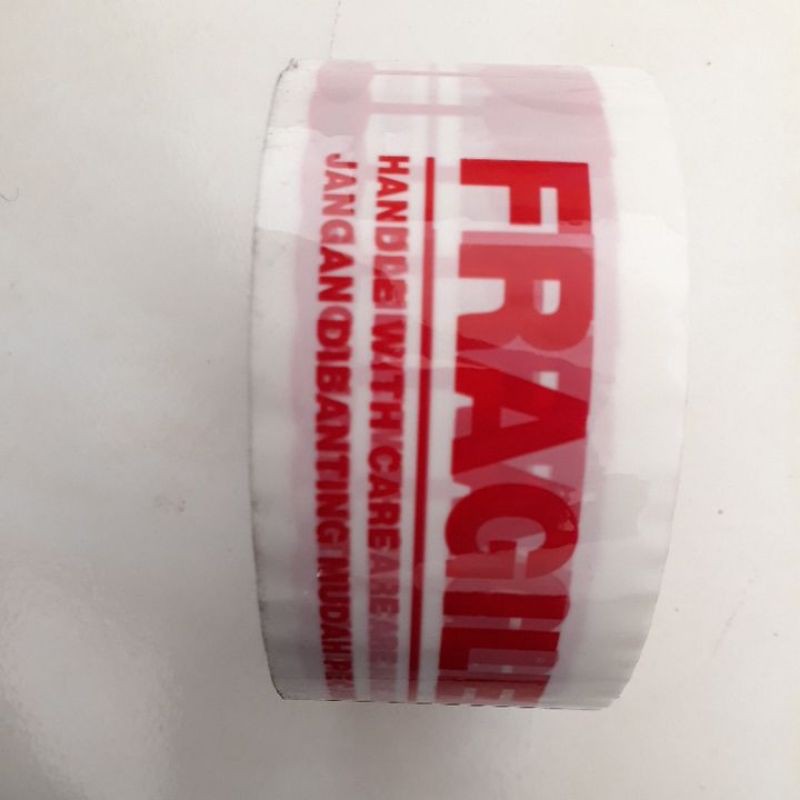 FRAGILE
HANDLE WITH CARE
JANGAN DIBANTING MUDAH